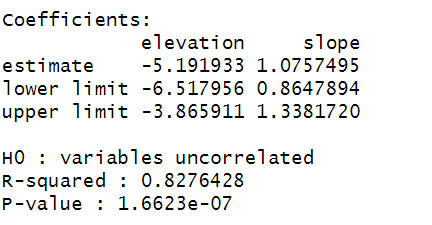 Coefficients:
            elevation     slope
estimate    -5.191933 1.0757495
lower limit -6.517956 0.8647894
upper limit -3.865911 1.3381720

H0 : variables uncorrelated
R-squared : 0.8276428
P-value : 1.6623e-07